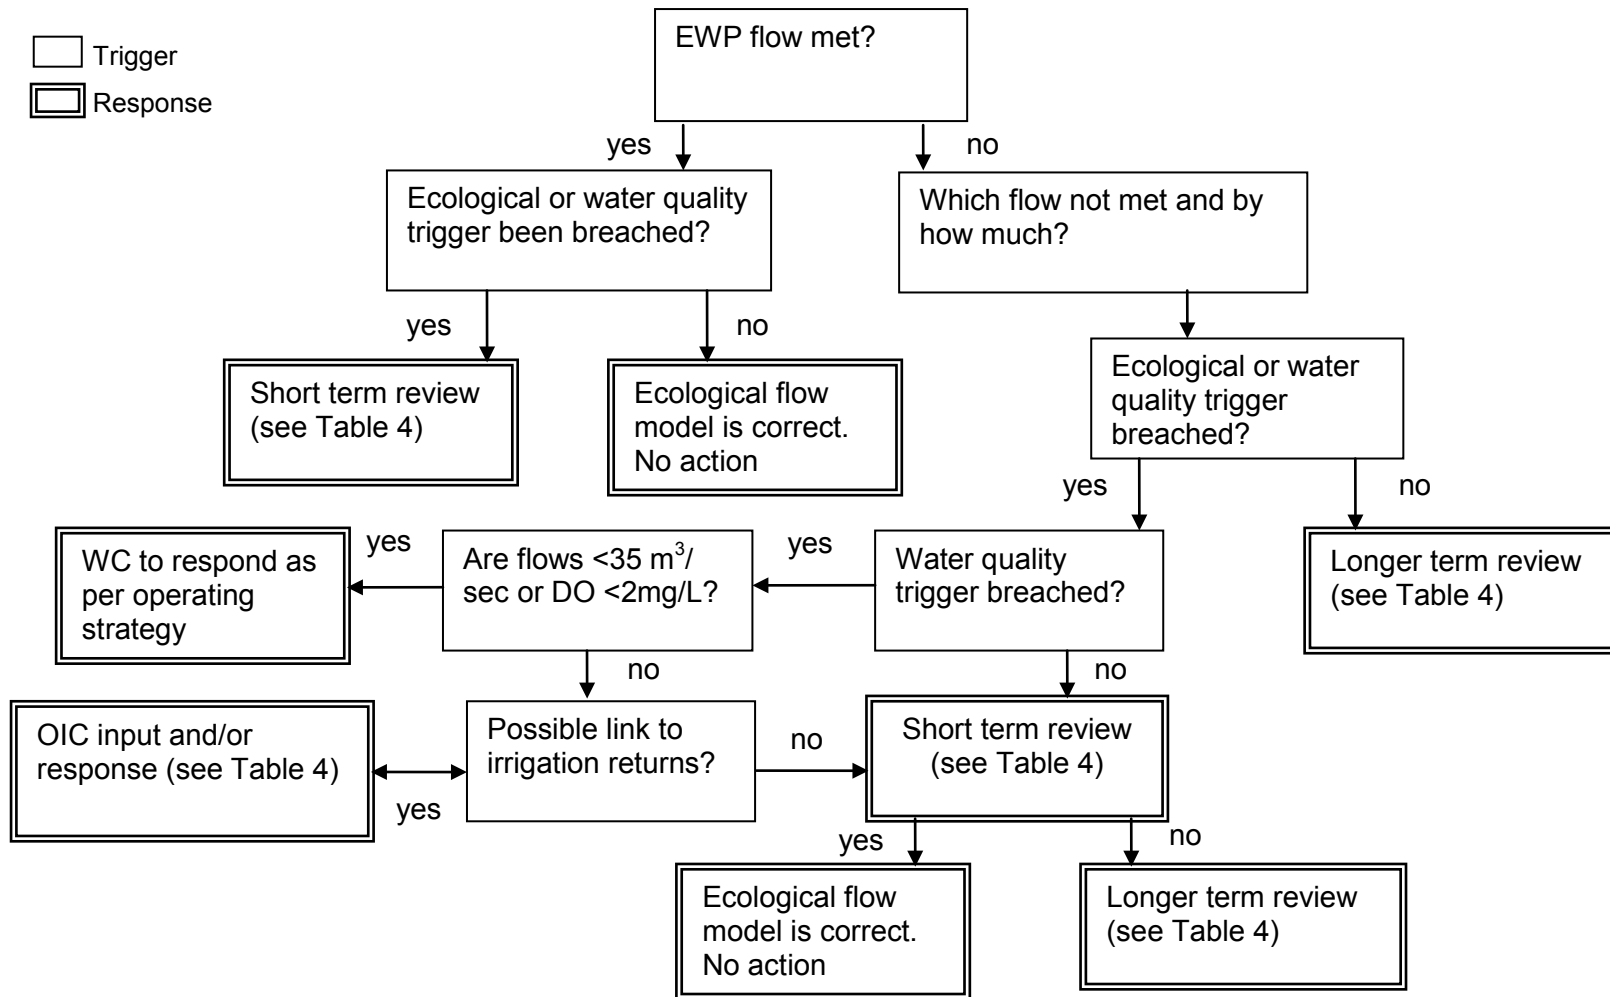 Trigger
Response
EWP flow met?
yes
no
Ecological or water quality
trigger been breached?
Which flow not met and by
how much?
yes
no
Short term review
(see Table 4)
Ecological flow
model is correct.
No action
Ecological or water
quality trigger
breached?
yes
no
WC to respond as
per operating
strategy
yes
Are flows <35 m³/
sec or DO <2mg/L?
yes
Water quality
trigger breached?
Longer term review
(see Table 4)
no
no
OIC input and/or
response (see Table 4)
yes
Possible link to
irrigation returns?
no
Short term review
(see Table 4)
yes
no
Ecological flow
model is correct.
No action
Longer term review
(see Table 4)